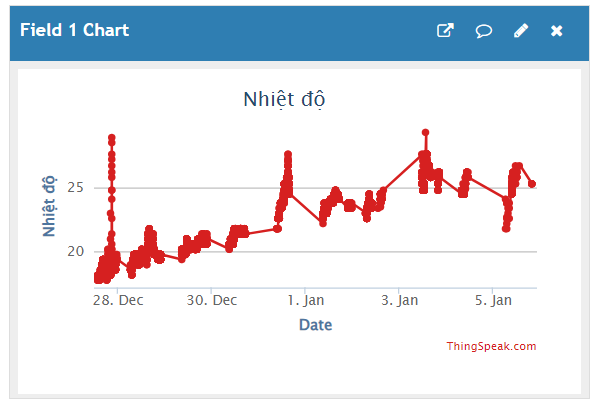 Field 1 Chart
Nhiệt độ
Nhiệt độ
25
20
28. Dec 30. Dec 1. Jan 3. Jan 5. Jan
Date
ThingSpeak.com